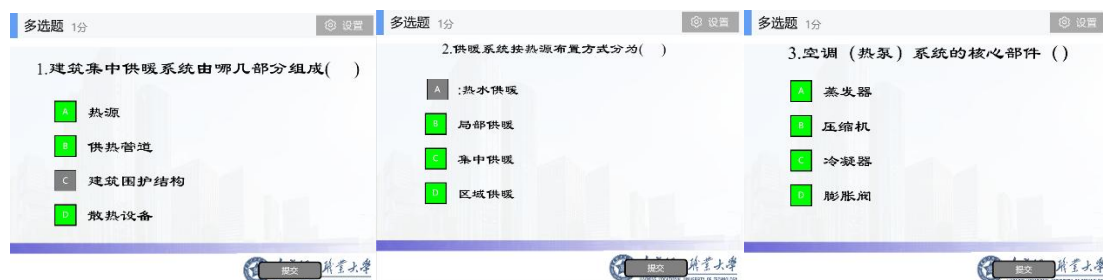 多选题 1分
设置
1.建筑集中供暖系统由哪几部分组成( )
A 热源
B 供热管道
C 建筑围护结构
D 散热设备
提交
多选题 1分
设置
2.供暖系统按热源布置方式分为( )
A :热水供暖
B 局部供暖
C 集中供暖
D 区域供暖
提交
多选题 1分
设置
3.空调（热泵）系统的核心部件 ()
A 蒸发器
B 压缩机
C 冷凝器
D 膨胀阀
提交